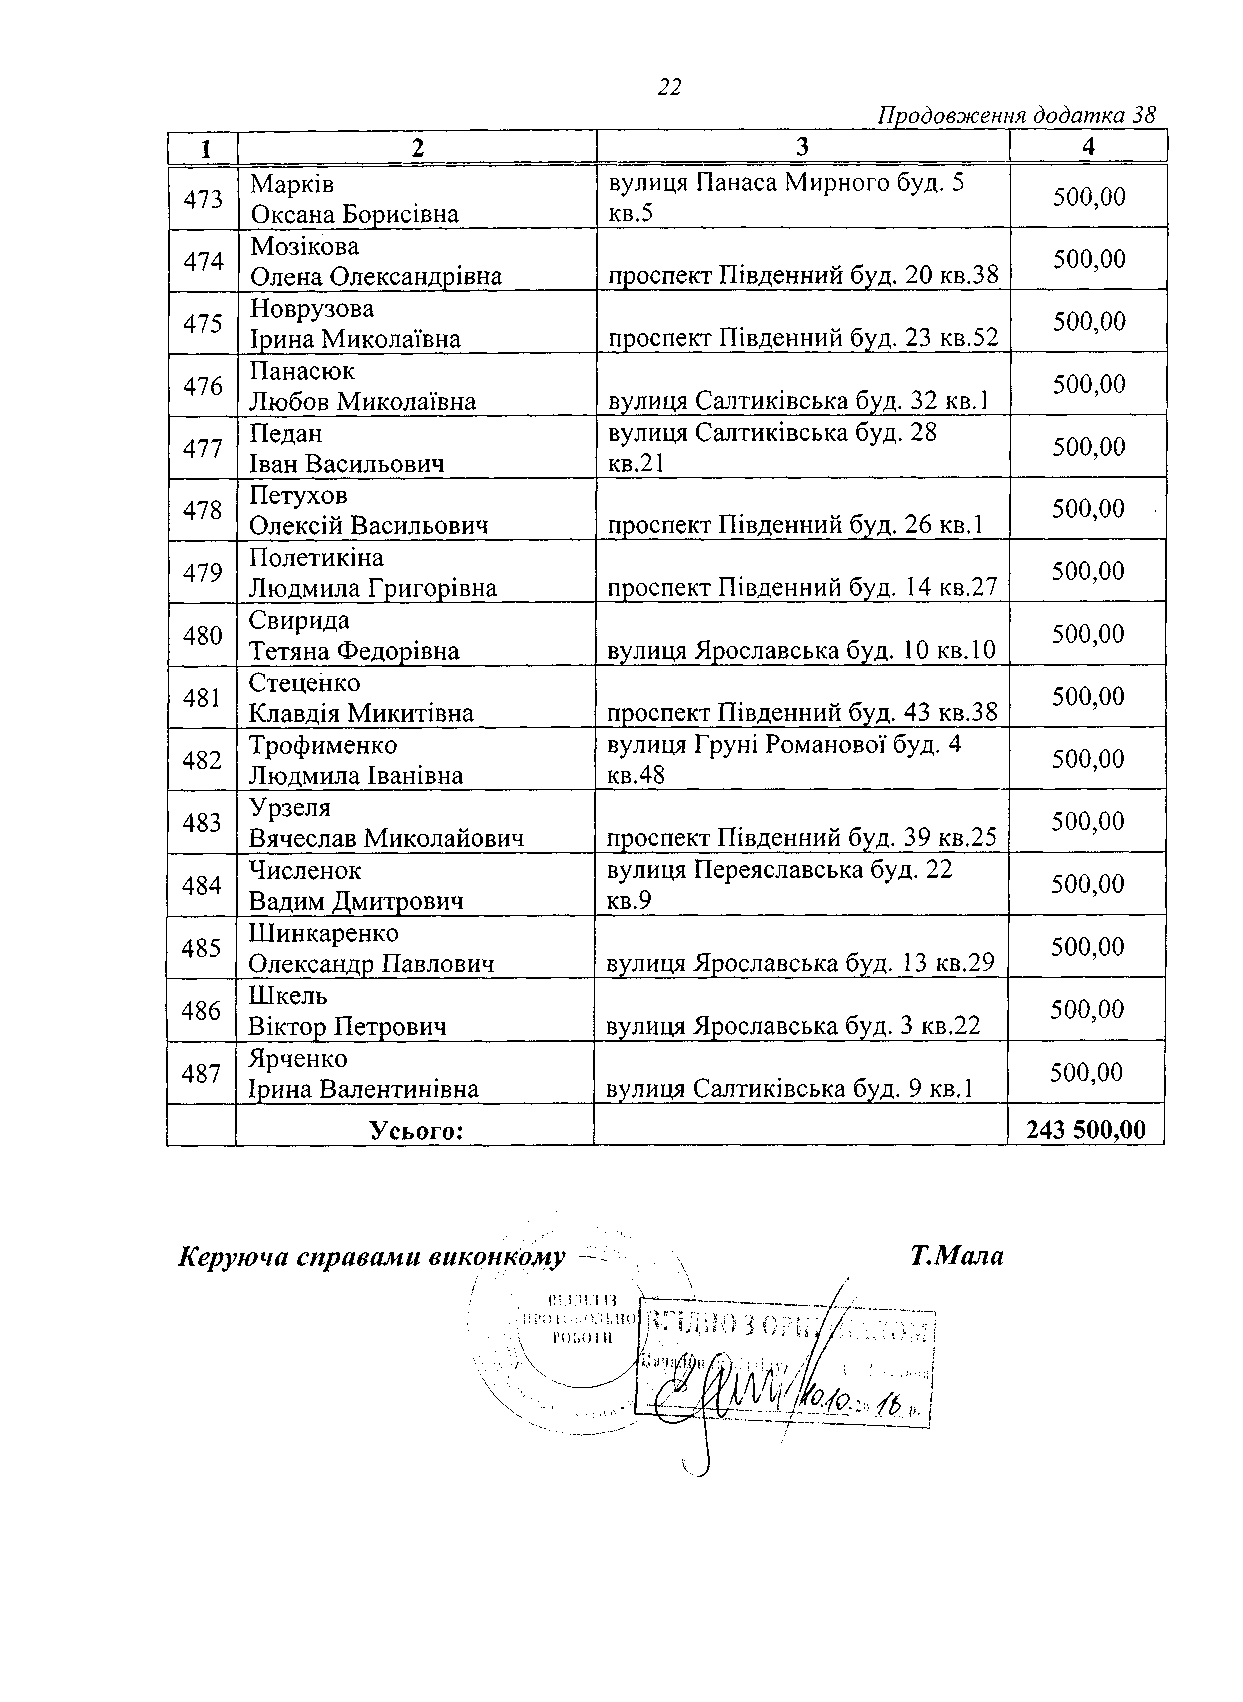 22
Продовження додатка 38
1 2 3 4
473 Марків вулиця Панаса Мирного буд. 5 500,00
Оксана Борисівна кв.5
474 Мозікова 500,00
Олена Олександрівна проспект Південний буд. 20 кв.38
475 Новрузова 500,00
Ірина Миколаївна проспект Південний буд. 23 кв.52
476 Панасюк 500,00
Любов Миколаївна вулиця Салтиківська буд. 32 кв.1
477 Педан вулиця Салтиківська буд. 28 500,00
Іван Васильович кв.21
478 Петухов 500,00
Олексій Васильович проспект Південний буд. 26 кв.1
479 Полетикіна 500,00
Людмила Григорівна проспект Південний буд. 14 кв.27
480 Свирида 500,00
Тетяна Федорівна вулиця Ярославська буд. 10 кв.10
481 Стеценко 500,00
Клавдія Микитівна проспект Південний буд. 43 кв.38
482 Трофименко вулиця Груні Романової буд. 4 500,00
Людмила Іванівна кв.48
483 Урзеля 500,00
Вячеслав Миколайович проспект Південний буд. 39 кв.25
484 Численок вулиця Переяславська буд. 22 500,00
Вадим Дмитрович кв.9
485 Шинкаренко 500,00
Олександр Павлович вулиця Ярославська буд. 13 кв.29
486 Шкель 500,00
Віктор Петрович вулиця Ярославська буд. 3 кв.22
487 Ярченко 500,00
Ірина Валентинівна вулиця Салтиківська буд. 9 кв.1
Усього: 243 500,00
Керуюча справами виконкому Т.Мала
РОБОТИ
З